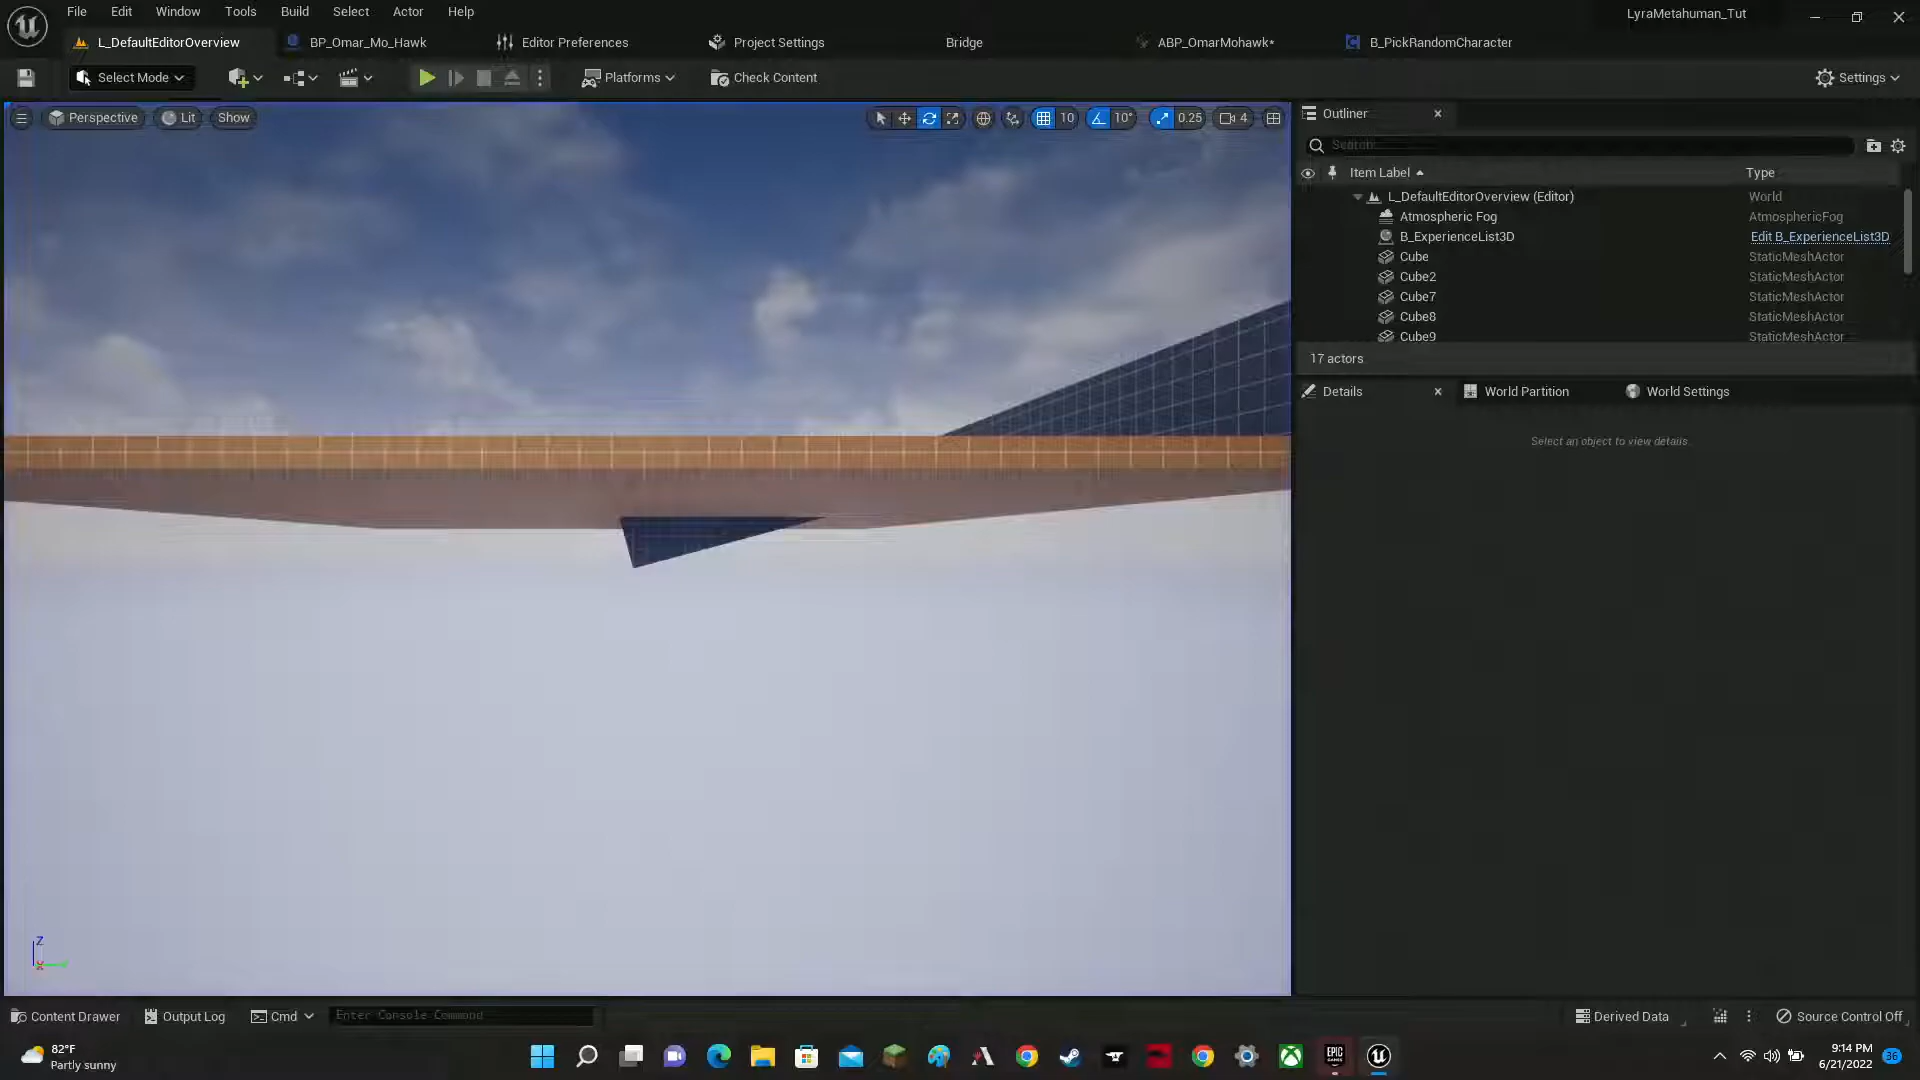 File Edit Window Tools Build Select Actor Help
LyraMetahuman_Tut
L_DefaultEditorOverview BP_Omar_Mo_Hawk Editor Preferences Project Settings Bridge ABP_OmarMohawk* B_PickRandomCharacter
Select Mode Platforms Check Content Settings
Perspective Lit Show 10 10° 0.25 4
Outliner
Search...
Item Label Type
L_DefaultEditorOverview (Editor) World
Atmospheric Fog AtmosphericFog
B_ExperienceList3D Edit B_ExperienceList3D
Cube StaticMeshActor
Cube2 StaticMeshActor
Cube7 StaticMeshActor
Cube8 StaticMeshActor
Cube9 StaticMeshActor
17 actors
Details World Partition World Settings
Select an object to view details.
Z
Content Drawer Output Log Cmd Enter Console Command Derived Data Source Control Off
82°F
Partly sunny
EPIC
GAMES
9:14 PM
6/21/2022
36